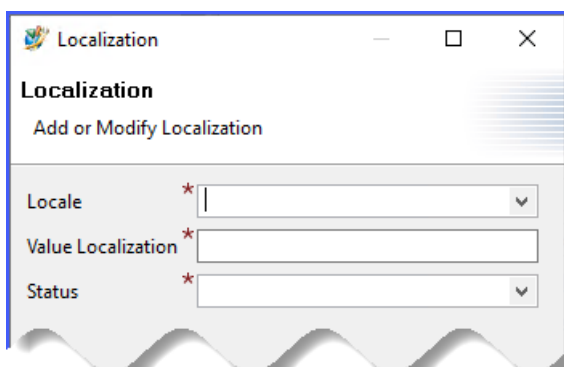 Localization
Localization
Add or Modify Localization
Locale *
Value Localization *
Status *